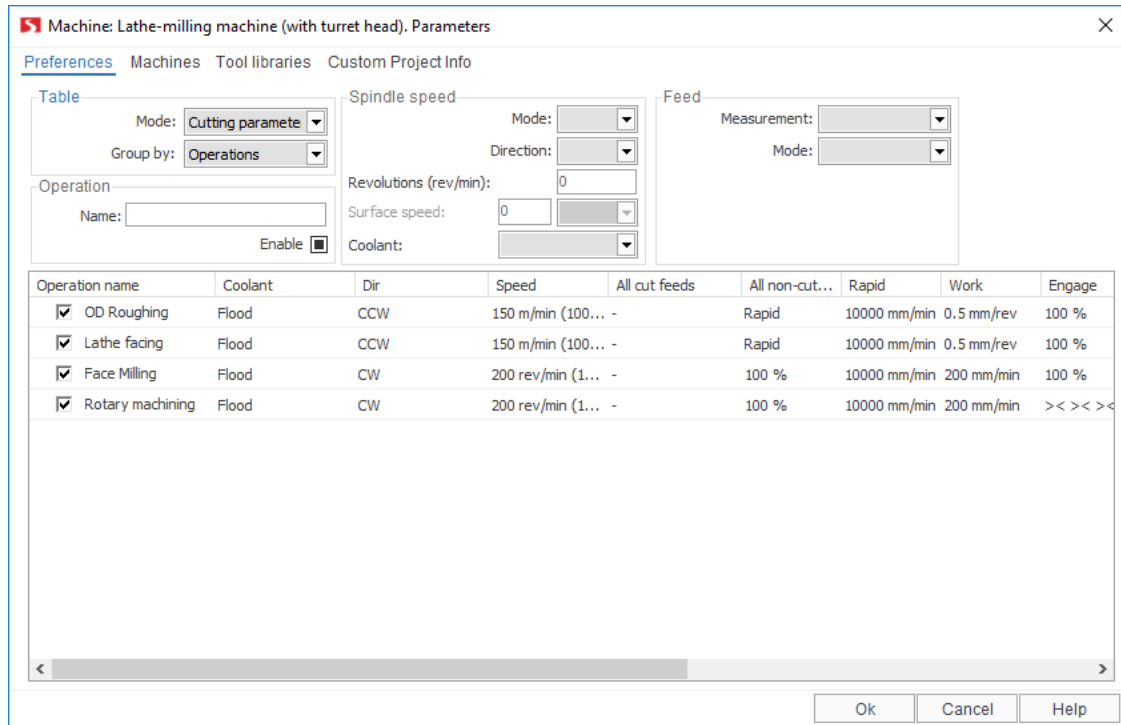 Machine: Lathe-milling machine (with turret head). Parameters
Preferences Machines Tool libraries Custom Project Info
Table
Mode: Cutting paramete
Group by: Operations
Operation
Name:
Enable
Spindle speed
Mode:
Direction:
Revolutions (rev/min): 0
Surface speed: 0
Coolant:
Feed
Measurement:
Mode:
Operation name Coolant Dir Speed All cut feeds All non-cut... Rapid Work Engage
OD Roughing Flood CCW 150 m/min (100... - Rapid 10000 mm/min 0.5 mm/rev 100 %
Lathe facing Flood CCW 150 m/min (100... - Rapid 10000 mm/min 0.5 mm/rev 100 %
Face Milling Flood CW 200 rev/min (1... - 100 % 10000 mm/min 200 mm/min 100 %
Rotary machining Flood CW 200 rev/min (1... - 100 % 10000 mm/min 200 mm/min >< >< ><
Ok Cancel Help